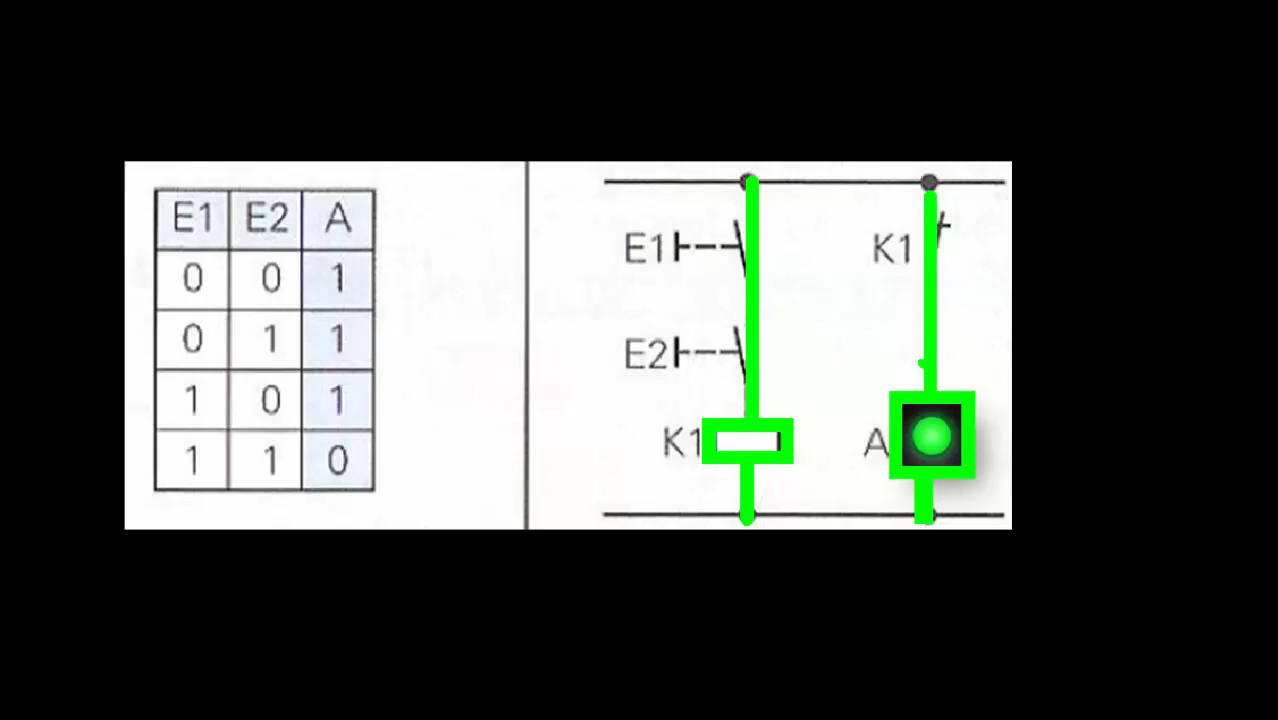 E1 E2 A
0 0 1
0 1 1
1 0 1
1 1 0
E1 K1
E2
K1 A